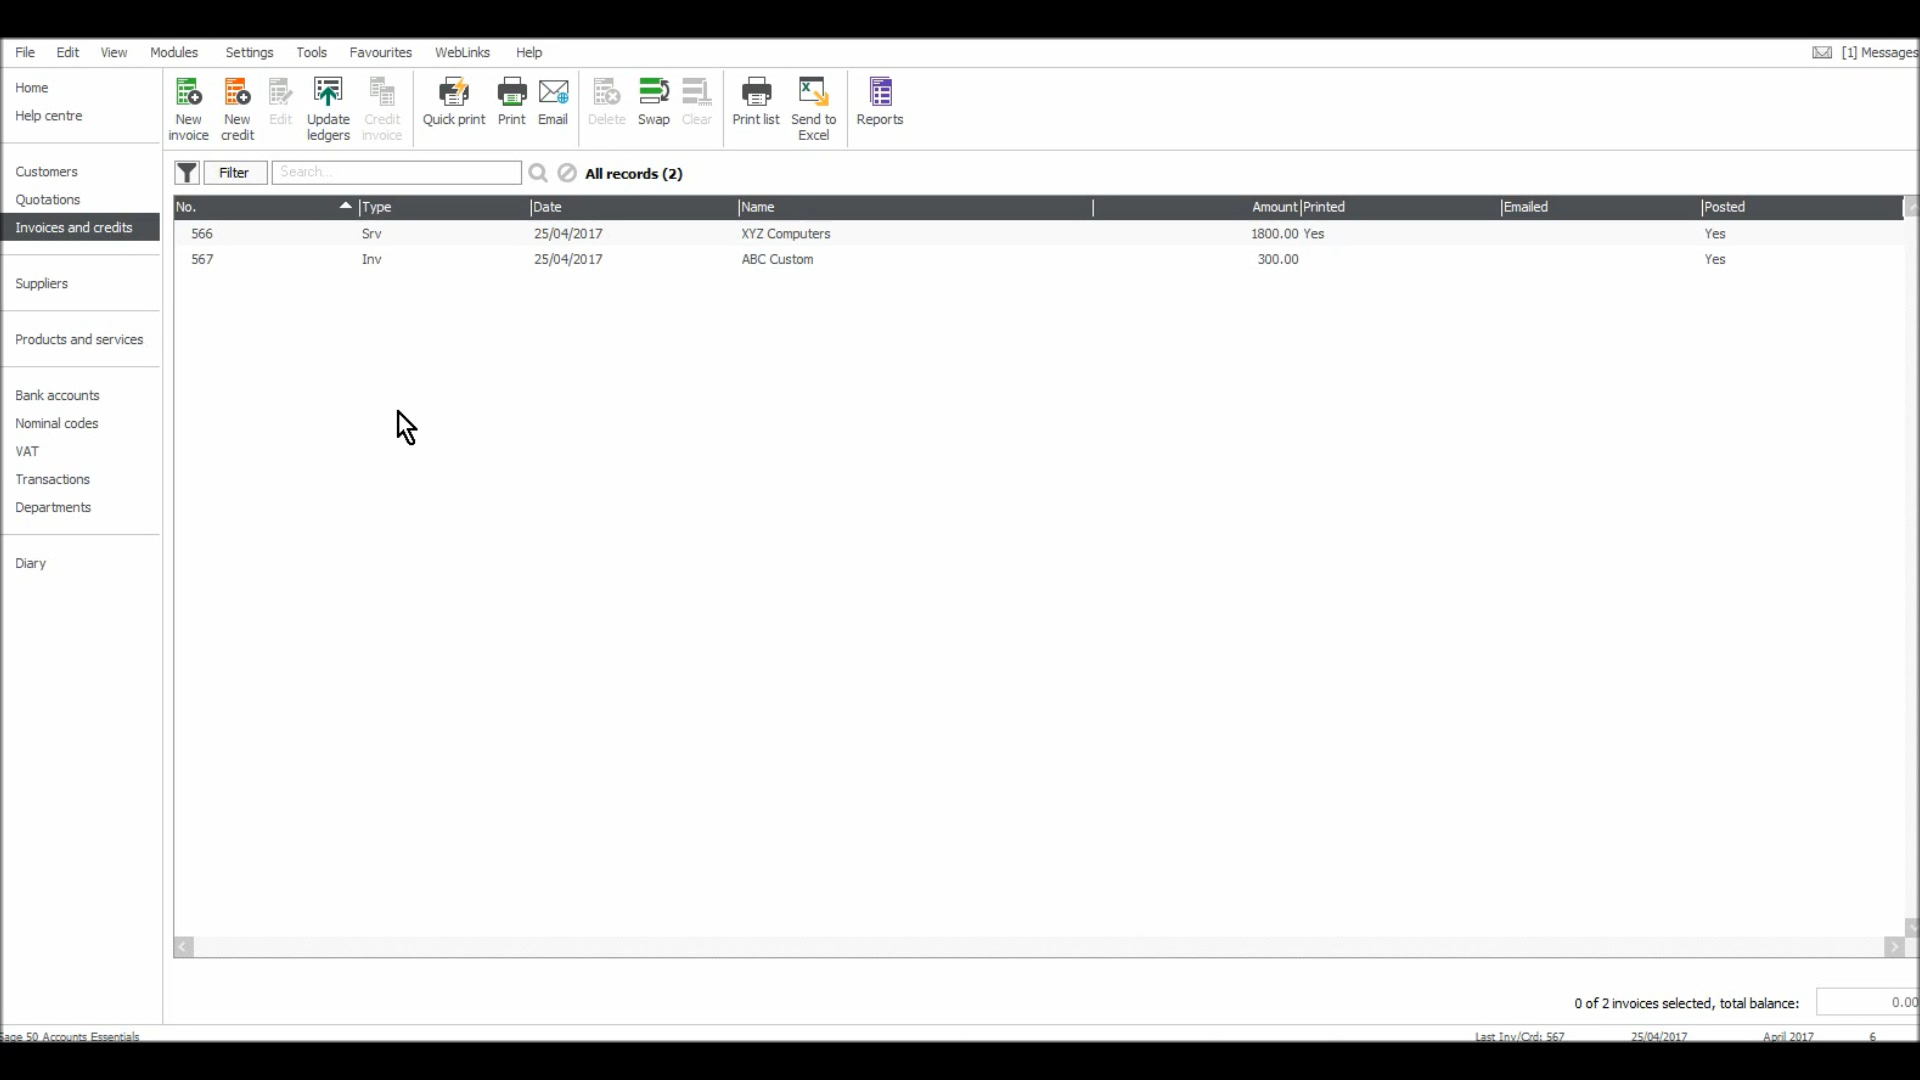 File Edit View Modules Settings Tools Favourites WebLinks Help [1] Messages
Home
Help centre
Customers
Quotations
Invoices and credits
Suppliers
Products and services
Bank accounts
Nominal codes
VAT
Transactions
Departments
Diary
New invoice
New credit
Edit
Update ledgers
Credit invoice
Quick print
Print
Email
Delete
Swap
Clear
Print list
Send to Excel
Reports
Filter Search... All records (2)
No. Type Date Name Amount Printed Emailed Posted
566 Srv 25/04/2017 XYZ Computers 1800.00 Yes Yes
567 Inv 25/04/2017 ABC Custom 300.00 Yes
0 of 2 invoices selected, total balance: 0.00
Sage 50 Accounts Essentials Last Inv/Crd: 567 25/04/2017 April 2017 6